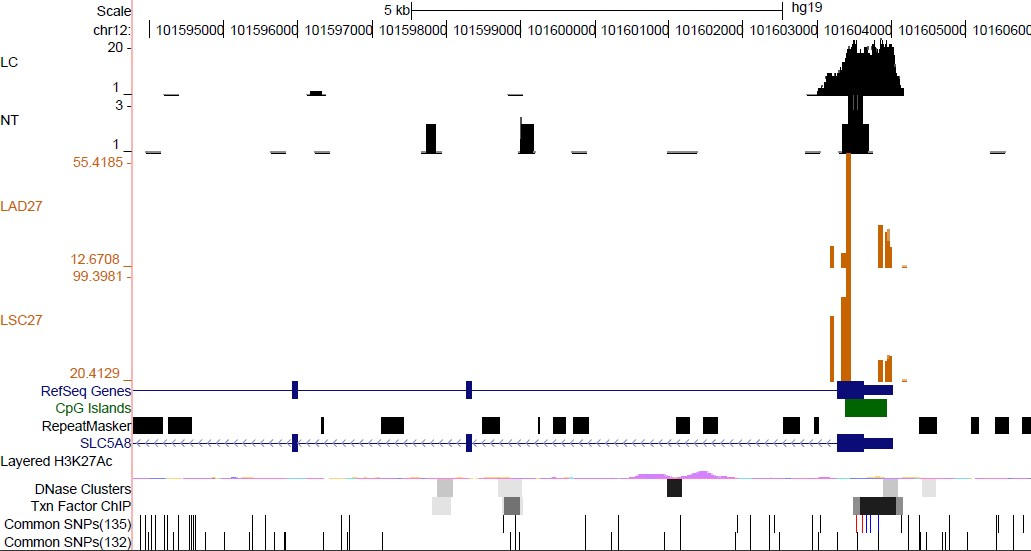 Scale 5 kb hg19
chr12: 101595000 101596000 101597000 101598000 101599000 101600000 101601000 101602000 101603000 101604000 101605000 1016060
20
LC
1
3
NT
1
55.4185
LAD27
12.6708
99.3981
LSC27
20.4129
RefSeq Genes
CpG Islands
RepeatMasker
SLC5A8
Layered H3K27Ac
DNase Clusters
Txn Factor ChIP
Common SNPs(135)
Common SNPs(132)